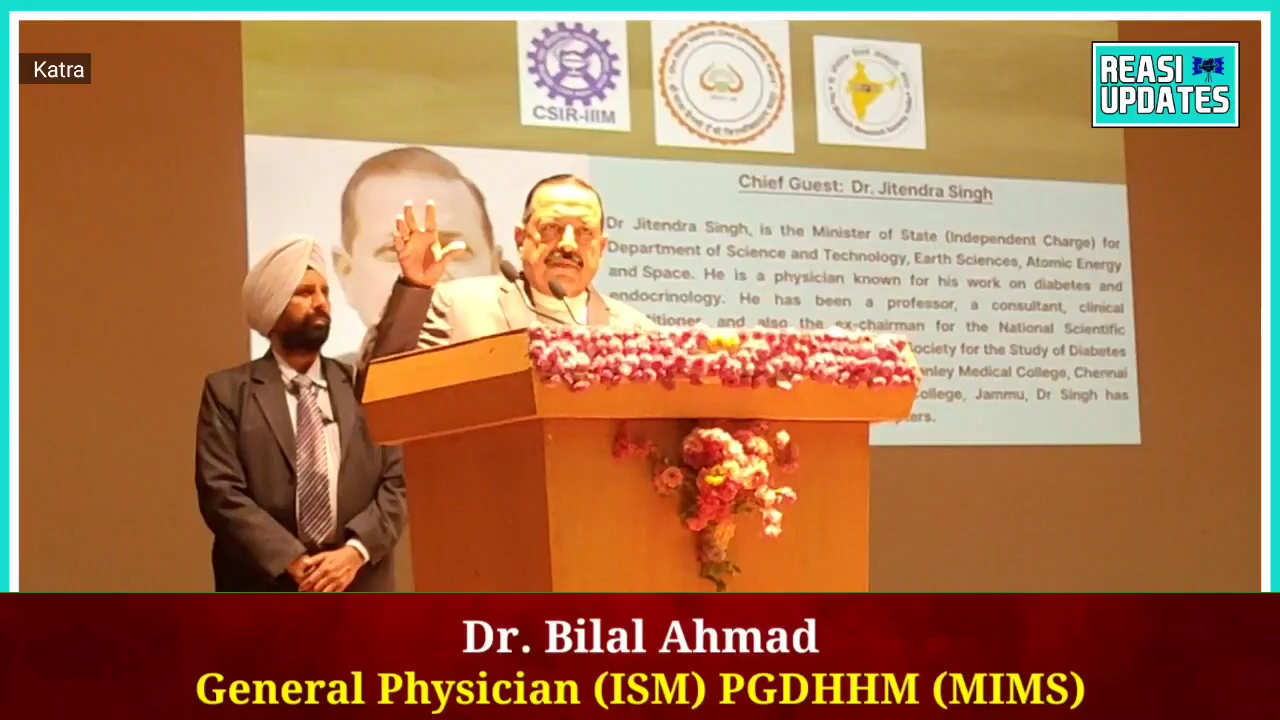 Katra
REASI
UPDATES
CSIR-IIIM
Chief Guest: Dr. Jitendra Singh
Dr Jitendra Singh, is the Minister of State (Independent Charge) for
Department of Science and Technology, Earth Sciences, Atomic Energy
and Space. He is a physician known for his work on diabetes and
endocrinology. He has been a professor, a consultant, clinical
and also the ex-chairman for the National Scientific
Society for the Study of Diabetes
Medical College, Chennai
College, Jammu, Dr Singh has
Dr. Bilal Ahmad
General Physician (ISM) PGDHHM (MIMS)